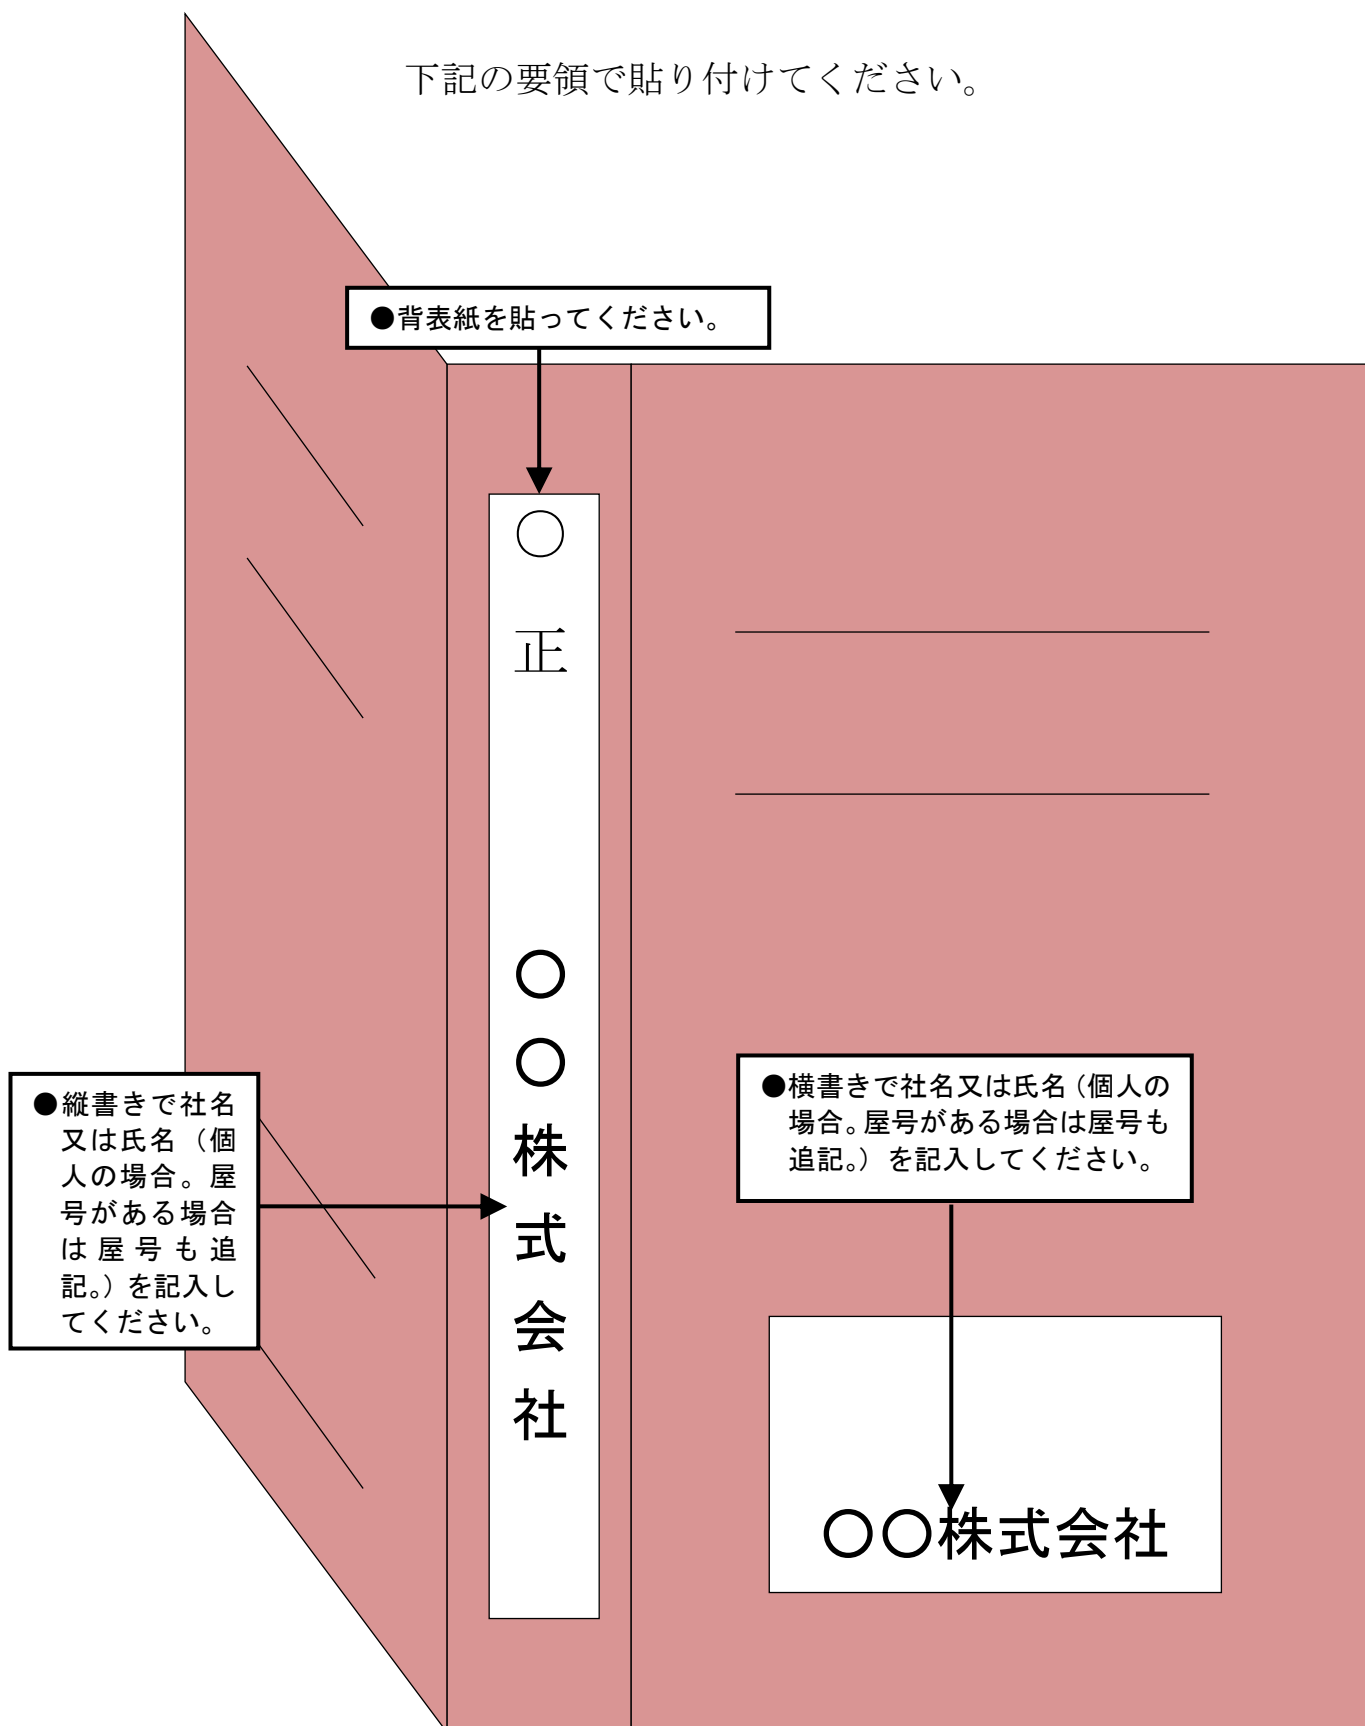 下記の要領で貼り付けてください。
●背表紙を貼ってください。
○
正
○
○
株
式
会
社
●縦書きで社名
又は氏名（個
人の場合。屋
号がある場合
は屋号も追
記。）を記入し
てください。
●横書きで社名又は氏名（個人の
場合。屋号がある場合は屋号も
追記。）を記入してください。
○○株式会社